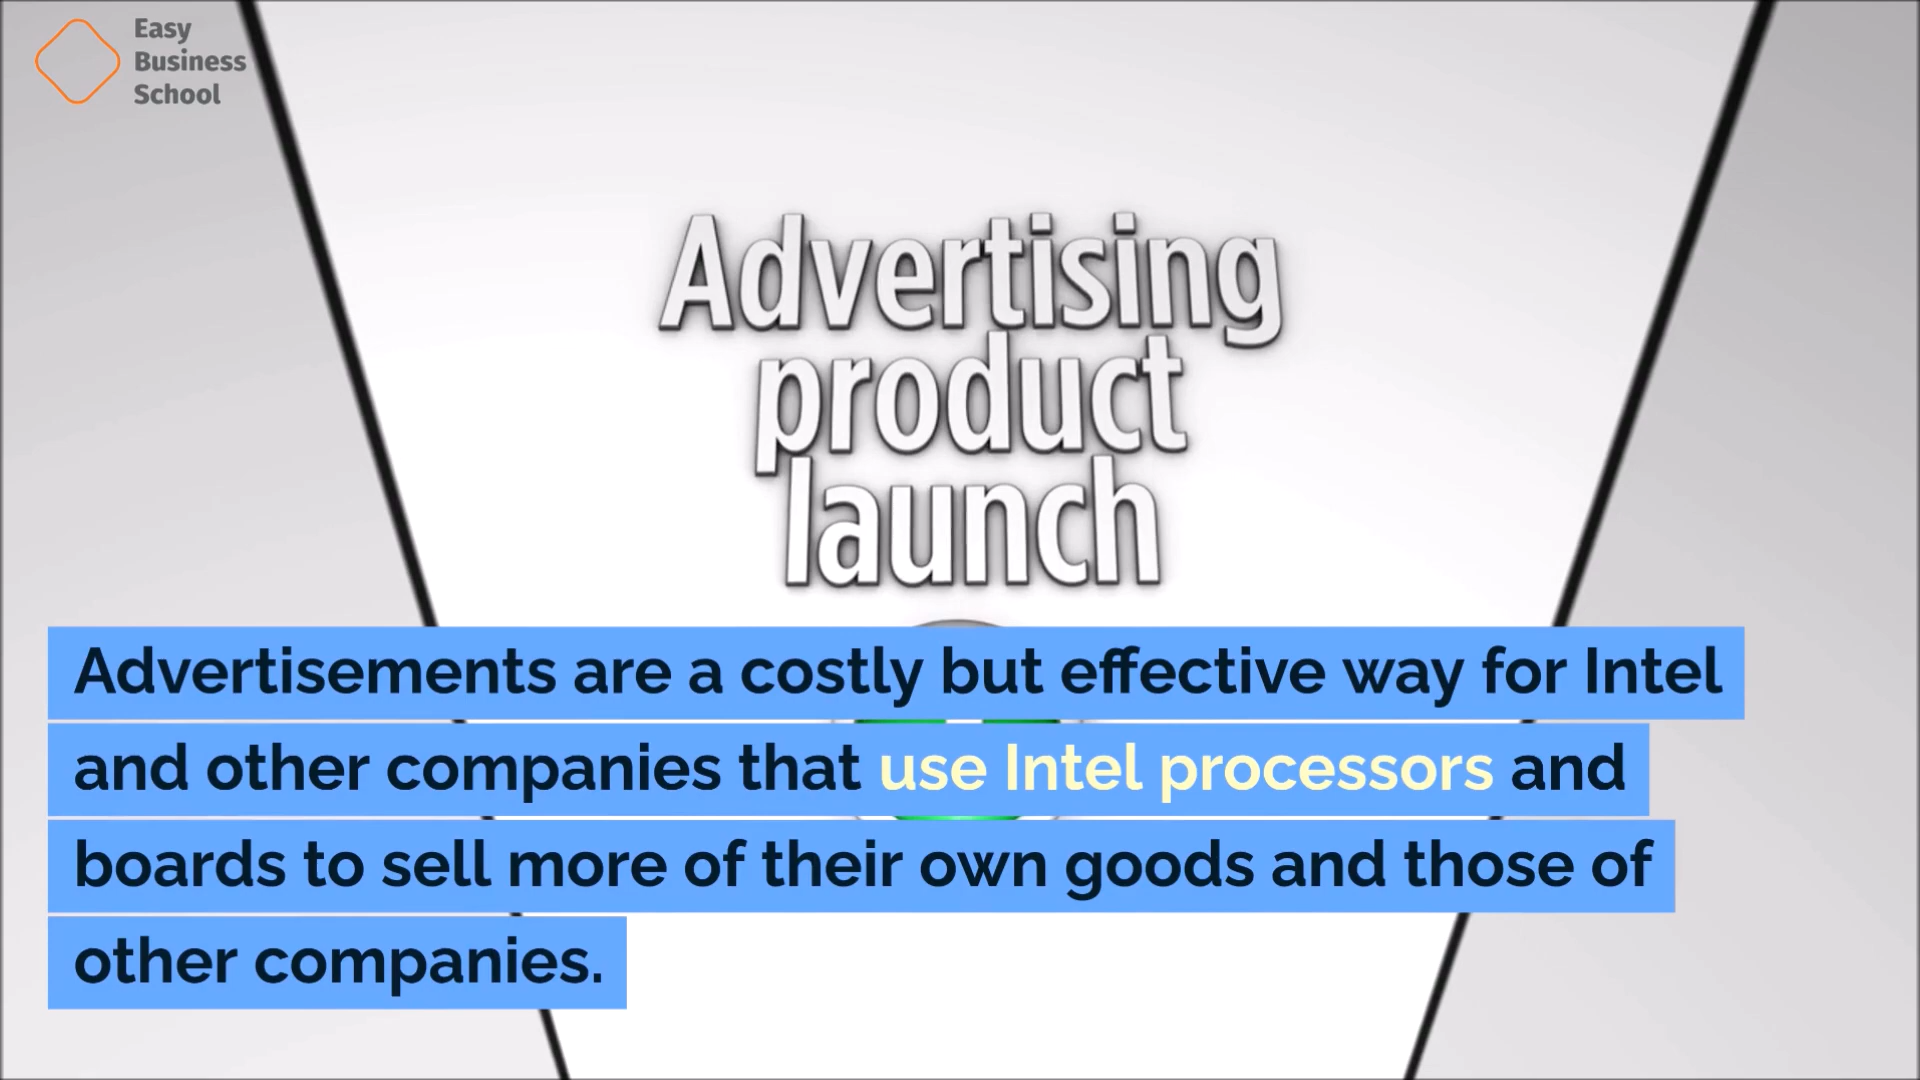 Easy
Business
School
Advertising
product
launch
Advertisements are a costly but effective way for Intel
and other companies that use Intel processors and
boards to sell more of their own goods and those of
other companies.